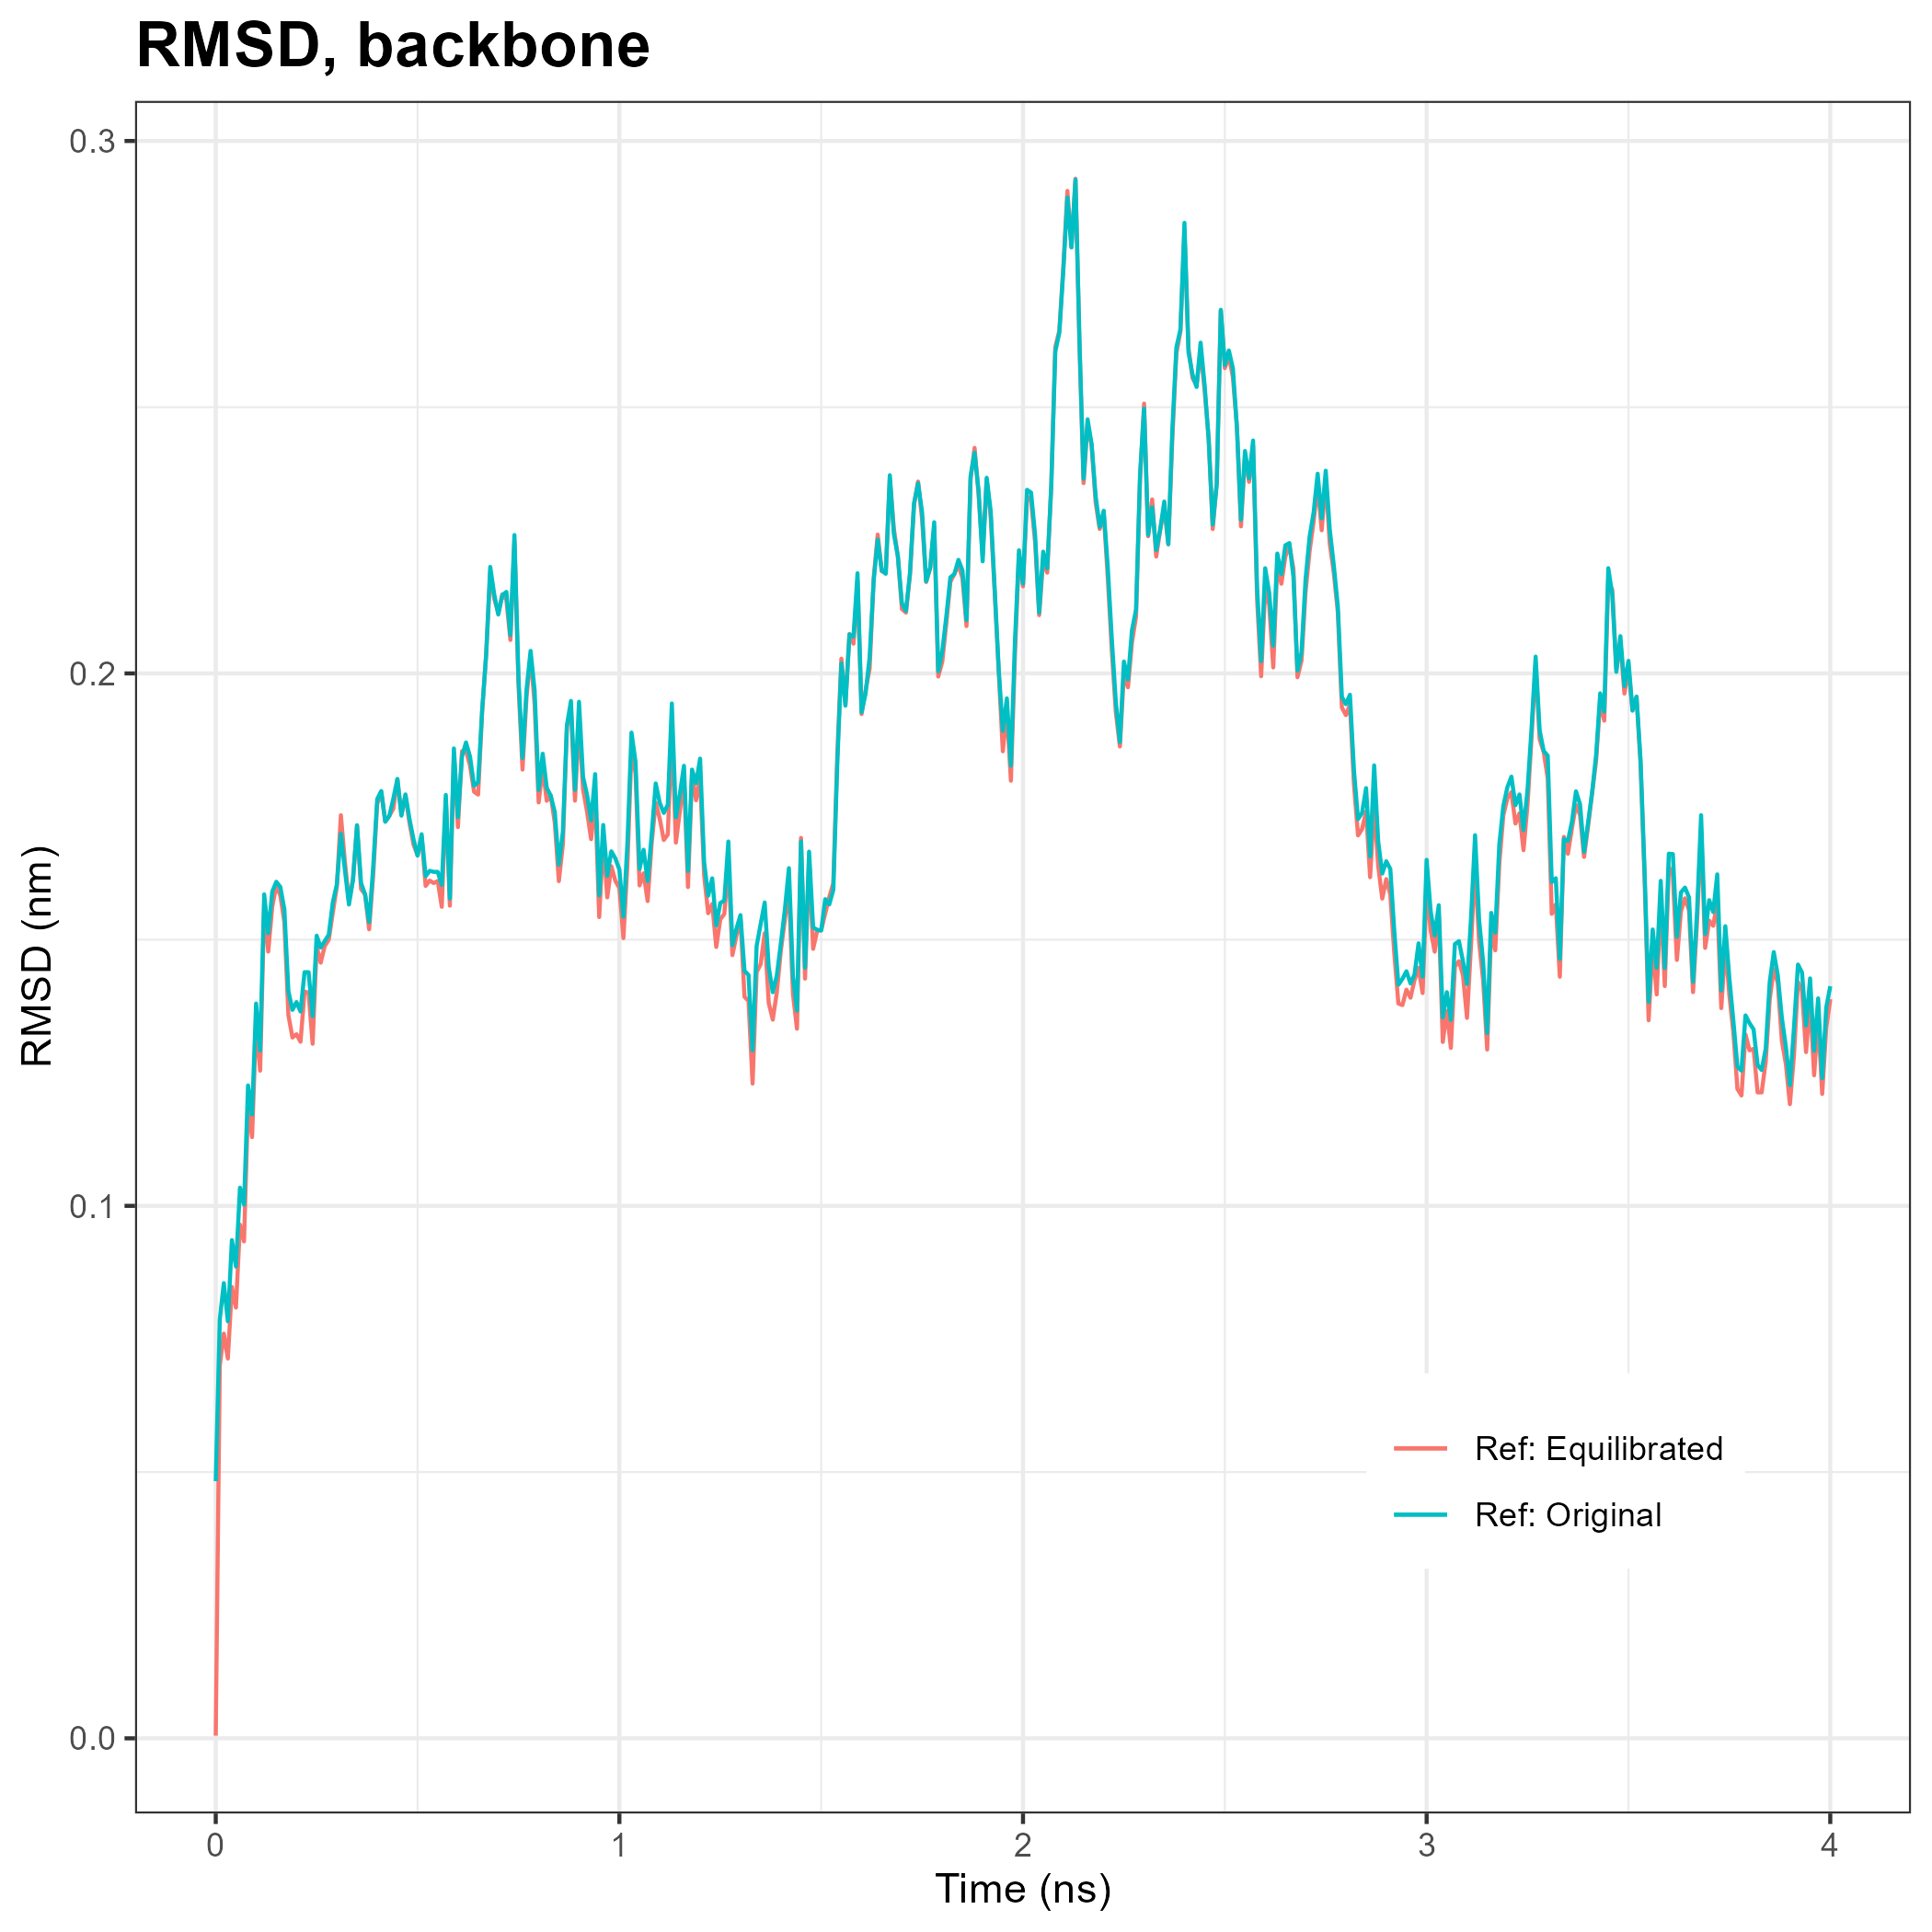 RMSD, backbone
0.3
0.2
0.1
0.0
RMSD (nm)
Ref: Equilibrated
Ref: Original
0 1 2 3 4
Time (ns)